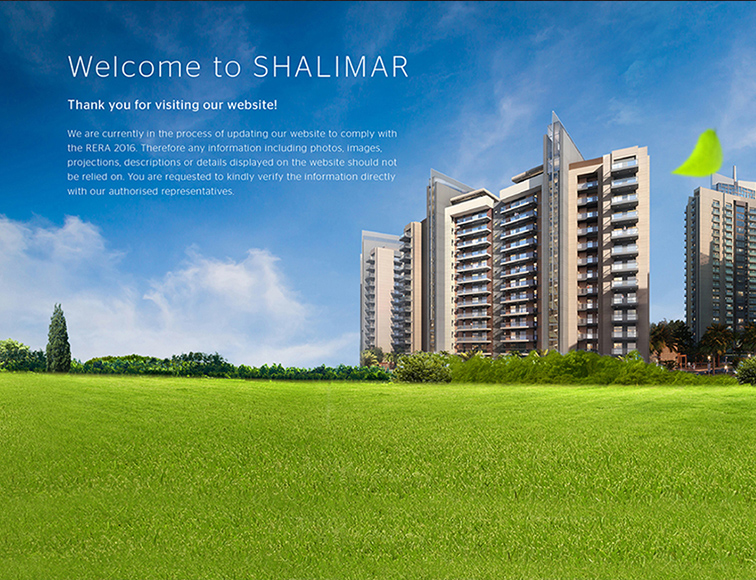 Welcome to SHALIMAR
Thank you for visiting our website!
We are currently in the process of updating our website to comply with
the RERA 2016. Therefore any information including photos, images,
projections, descriptions or details displayed on the website should not
be relied on. You are requested to kindly verify the information directly
with our authorised representatives.